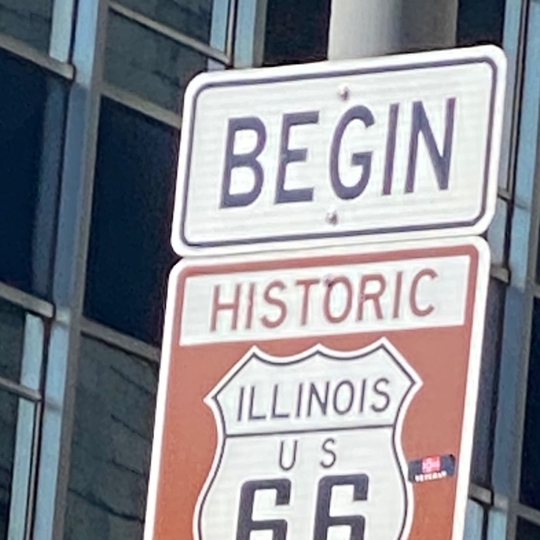 BEGIN
HISTORIC
ILLINOIS
US
66
VETERAN